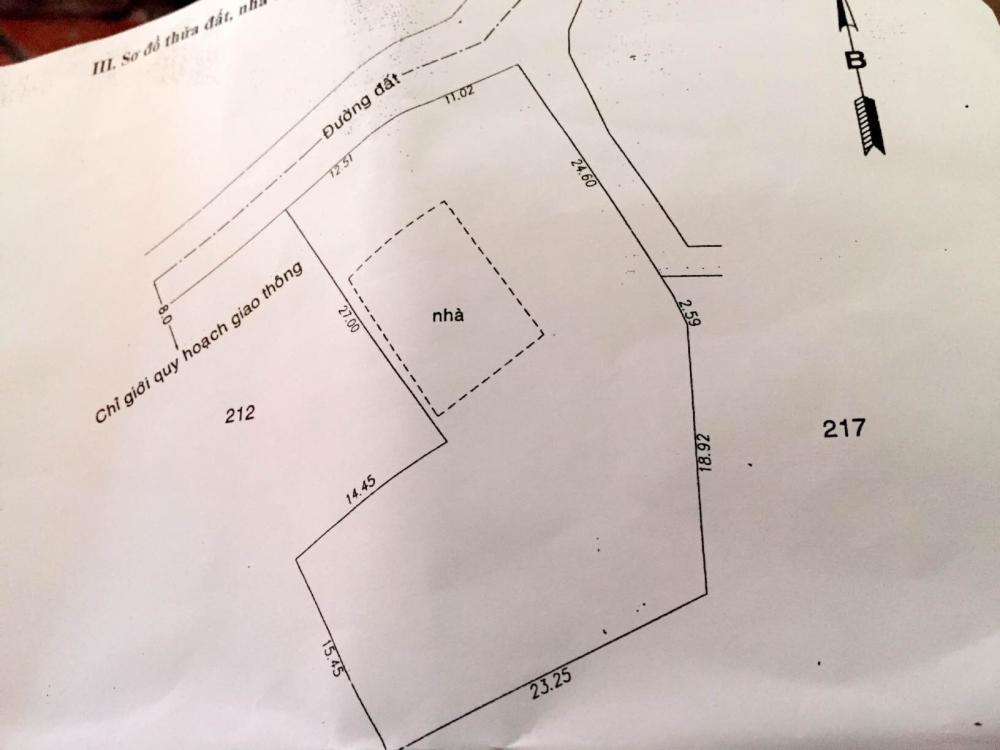 III. Sơ đồ thửa đất, nhà
B
Đường đất
11.02
12.51
24.60
8.0
Chỉ giới quy hoạch giao thông
27.00
nhà
2.59
212
217
18.92
14.45
15.45
23.25